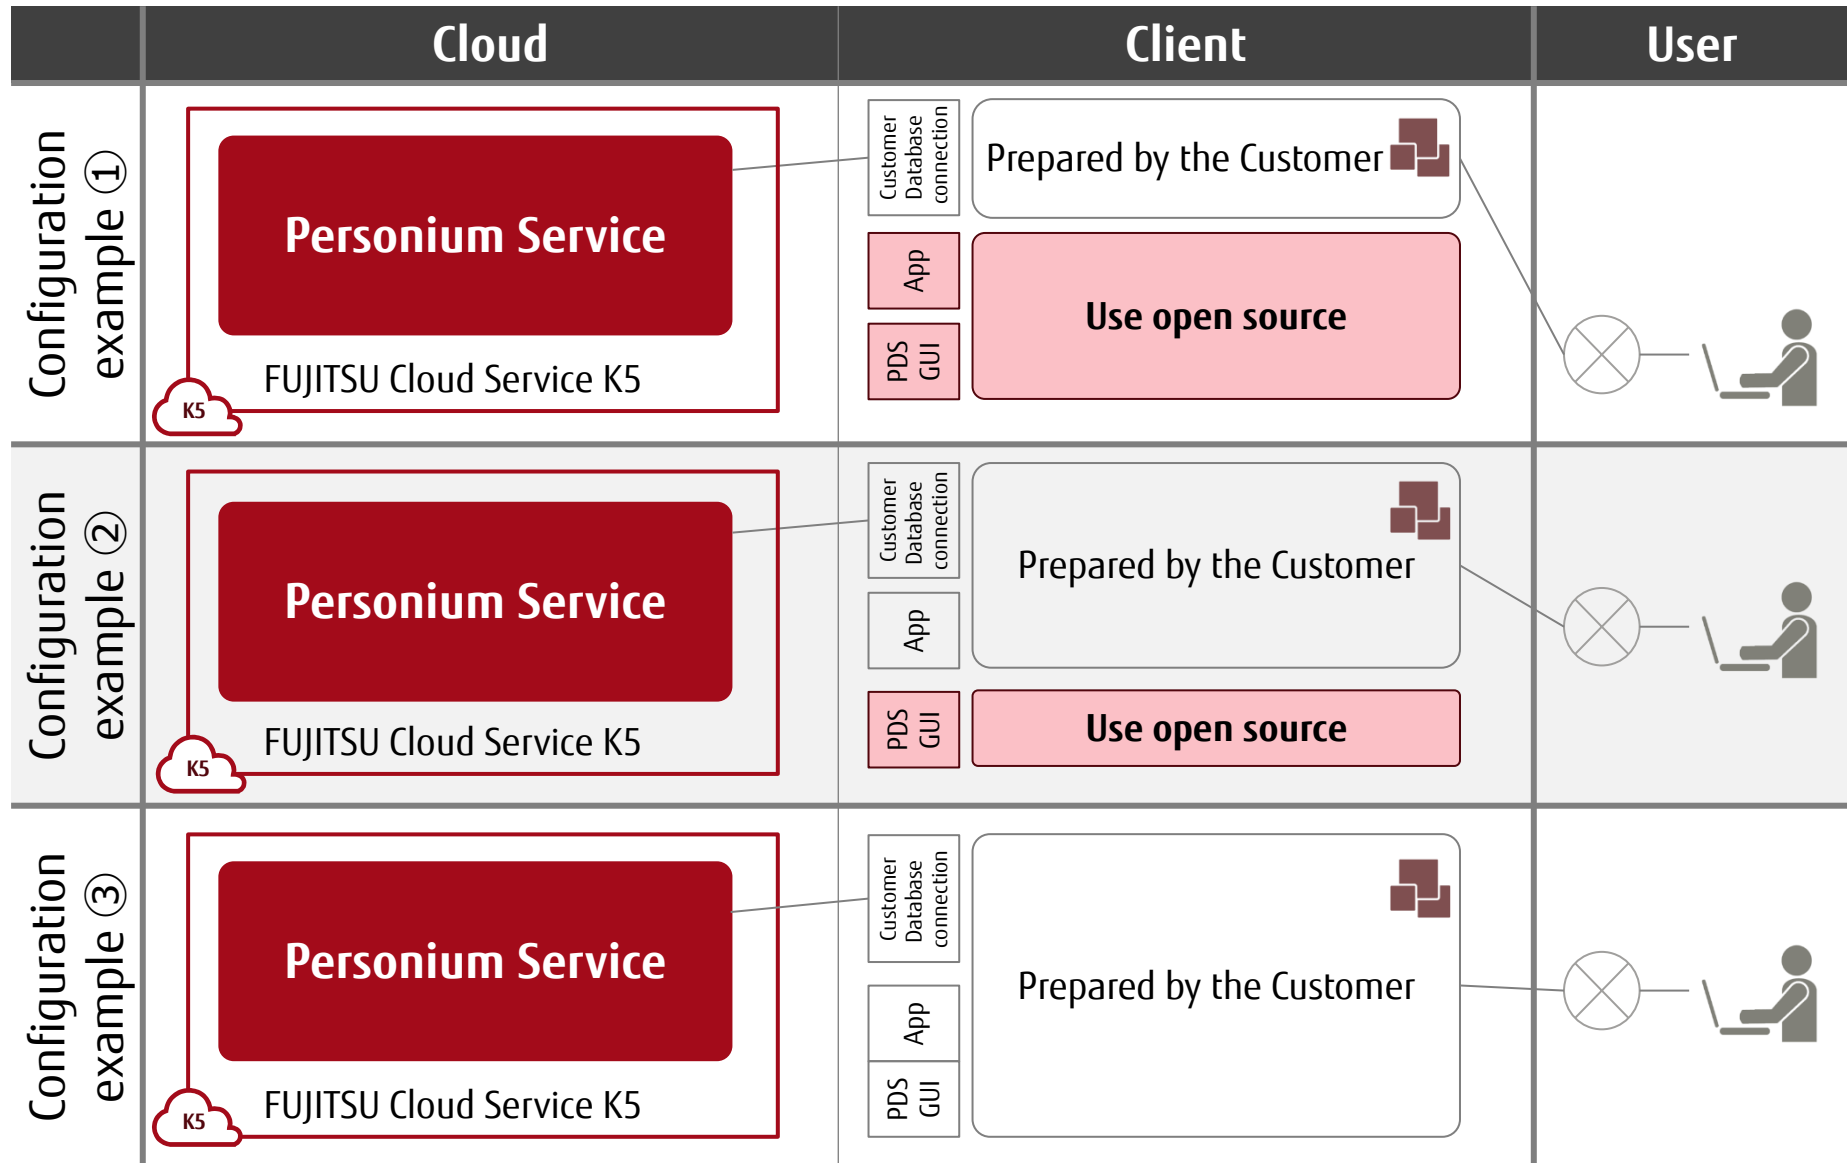 Cloud
Client
User
Configuration
example ①
Personium Service
FUJITSU Cloud Service K5
K5
Customer
Database
connection
App
PDS
GUI
Prepared by the Customer
Use open source
Configuration
example ②
Personium Service
FUJITSU Cloud Service K5
K5
Customer
Database
connection
App
PDS
GUI
Prepared by the Customer
Use open source
Configuration
example ③
Personium Service
FUJITSU Cloud Service K5
K5
Customer
Database
connection
App
PDS
GUI
Prepared by the Customer